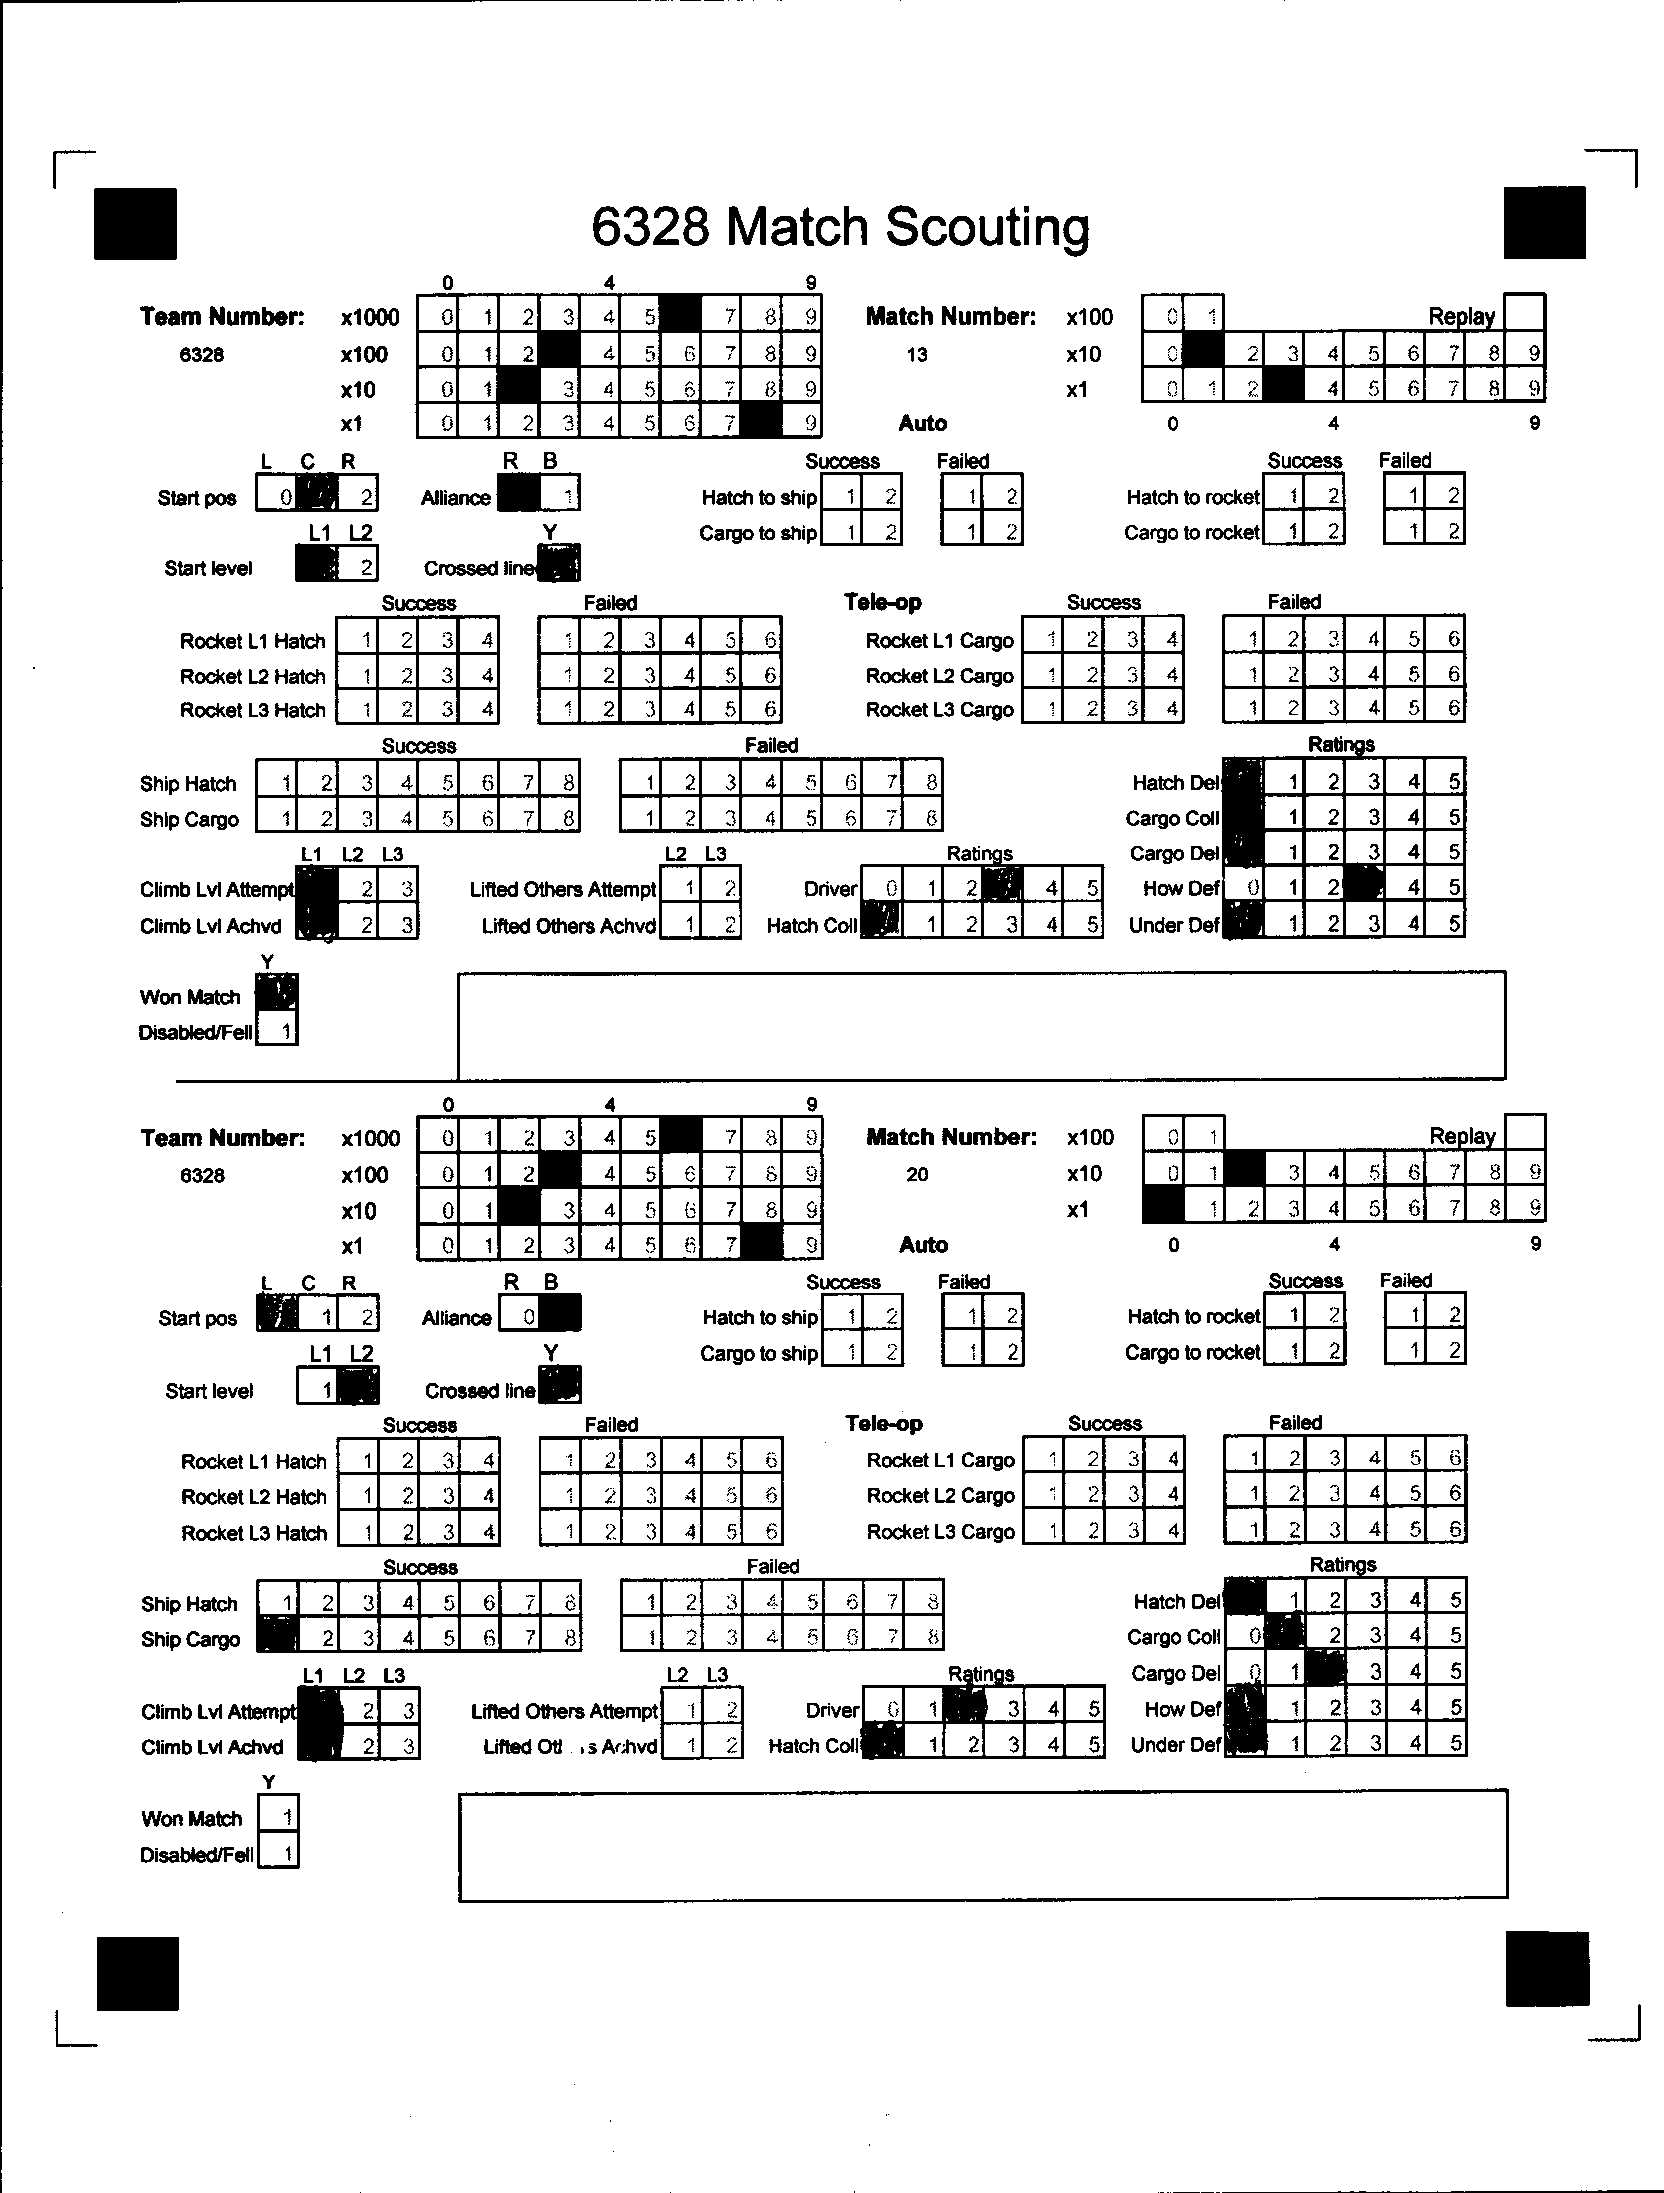 6328 Match Scouting
0 4 9
Team Number: x1000 0 1 2 3 4 5 7 8 9 Match Number: x100 0 1 Replay
6328 x100 0 1 2 4 5 6 7 8 9 13 x10 0 2 3 4 5 6 7 8 9
x10 0 1 3 4 5 6 7 8 9 x1 0 1 2 4 5 6 7 8 9
x1 0 1 2 3 4 5 6 7 9 Auto 0 4 9
L C R R B Success Failed Success Failed
Start pos 0 2 Alliance 1 Hatch to ship 1 2 1 2 Hatch to rocket 1 2 1 2
L1 L2 Y Cargo to ship 1 2 1 2 Cargo to rocket 1 2 1 2
Start level 2 Crossed line
Success Failed Tele-op Success Failed
Rocket L1 Hatch 1 2 3 4 1 2 3 4 5 6 Rocket L1 Cargo 1 2 3 4 1 2 3 4 5 6
Rocket L2 Hatch 1 2 3 4 1 2 3 4 5 6 Rocket L2 Cargo 1 2 3 4 1 2 3 4 5 6
Rocket L3 Hatch 1 2 3 4 1 2 3 4 5 6 Rocket L3 Cargo 1 2 3 4 1 2 3 4 5 6
Success Failed Ratings
Ship Hatch 1 2 3 4 5 6 7 8 1 2 3 4 5 6 7 8 Hatch Del 1 2 3 4 5
Ship Cargo 1 2 3 4 5 6 7 8 1 2 3 4 5 6 7 8 Cargo Coll 1 2 3 4 5
L1 L2 L3 L2 L3 Ratings Cargo Del 1 2 3 4 5
Climb Lvl Attempt 2 3 Lifted Others Attempt 1 2 Driver 0 1 2 4 5 How Def 0 1 2 4 5
Climb Lvl Achvd 2 3 Lifted Others Achvd 1 2 Hatch Coll 1 2 3 4 5 Under Def 1 2 3 4 5
Y
Won Match
Disabled/Fell 1
0 4 9
Team Number: x1000 0 1 2 3 4 5 7 8 9 Match Number: x100 0 1 Replay
6328 x100 0 1 2 4 5 6 7 8 9 20 x10 0 1 3 4 5 6 7 8 9
x10 0 1 3 4 5 6 7 8 9 x1 1 2 3 4 5 6 7 8 9
x1 0 1 2 3 4 5 6 7 9 Auto 0 4 9
L C R R B Success Failed Success Failed
Start pos 1 2 Alliance 0 Hatch to ship 1 2 1 2 Hatch to rocket 1 2 1 2
L1 L2 Y Cargo to ship 1 2 1 2 Cargo to rocket 1 2 1 2
Start level 1 Crossed line
Success Failed Tele-op Success Failed
Rocket L1 Hatch 1 2 3 4 1 2 3 4 5 6 Rocket L1 Cargo 1 2 3 4 1 2 3 4 5 6
Rocket L2 Hatch 1 2 3 4 1 2 3 4 5 6 Rocket L2 Cargo 1 2 3 4 1 2 3 4 5 6
Rocket L3 Hatch 1 2 3 4 1 2 3 4 5 6 Rocket L3 Cargo 1 2 3 4 1 2 3 4 5 6
Success Failed Ratings
Ship Hatch 1 2 3 4 5 6 7 8 1 2 3 4 5 6 7 8 Hatch Del 1 2 3 4 5
Ship Cargo 2 3 4 5 6 7 8 1 2 3 4 5 6 7 8 Cargo Coll 0 2 3 4 5
L1 L2 L3 L2 L3 Ratings Cargo Del 0 1 3 4 5
Climb Lvl Attempt 2 3 Lifted Others Attempt 1 2 Driver 0 1 3 4 5 How Def 1 2 3 4 5
Climb Lvl Achvd 2 3 Lifted Achvd 1 2 Hatch Coll 1 2 3 4 5 Under Def 1 2 3 4 5
Y
Won Match 1
Disabled/Fell 1